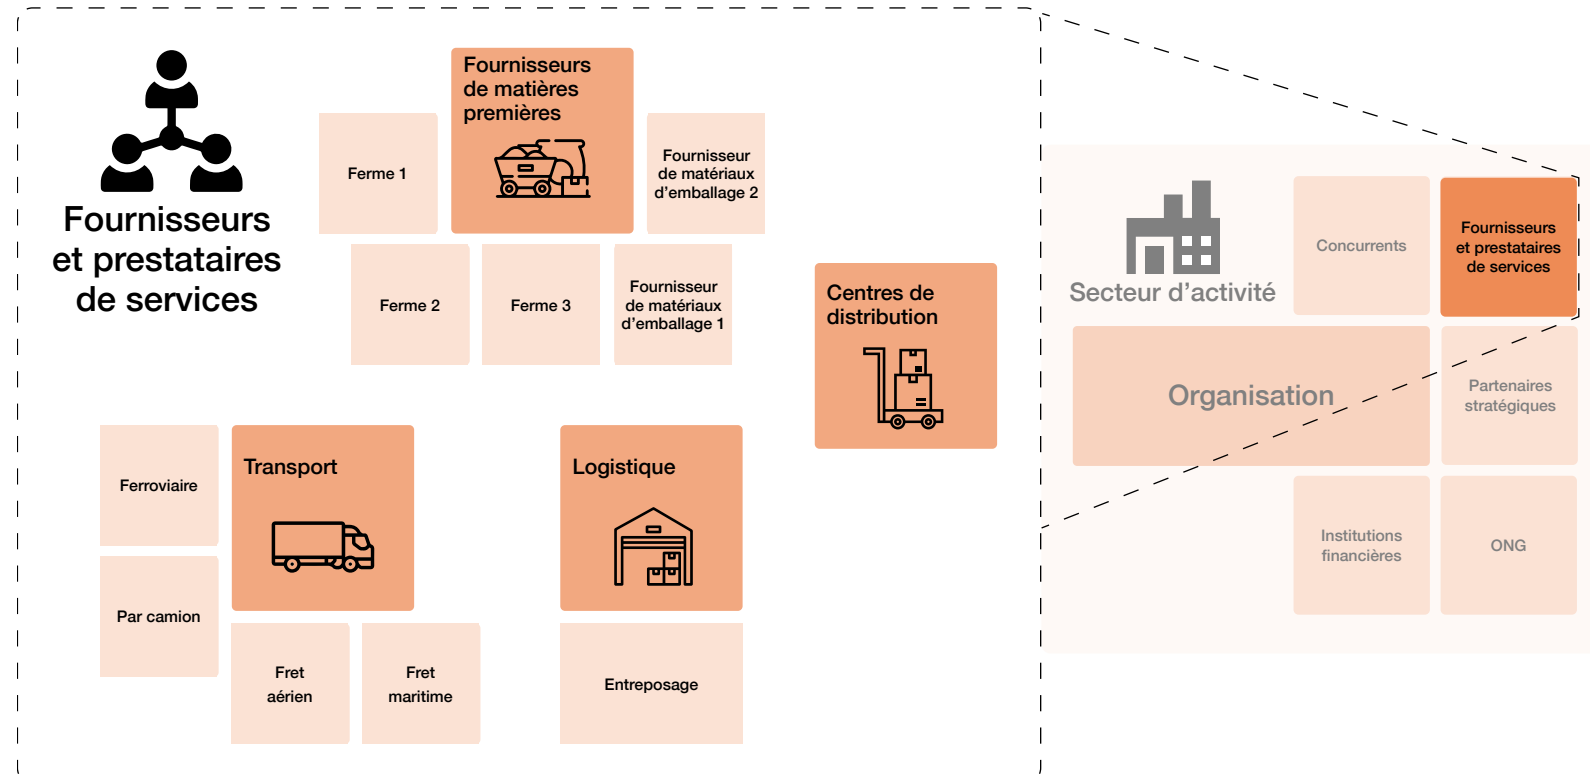 Fournisseurs
et prestataires
de services
Fournisseurs
de matières
premières
Ferme 1
Fournisseur
de matériaux
d’emballage 2
Ferme 2
Ferme 3
Fournisseur
de matériaux
d’emballage 1
Centres de
distribution
Transport
Ferroviaire
Par camion
Fret
aérien
Fret
maritime
Logistique
Entreposage
Secteur d’activité
Concurrents
Fournisseurs
et prestataires
de services
Organisation
Partenaires
stratégiques
Institutions
financières
ONG